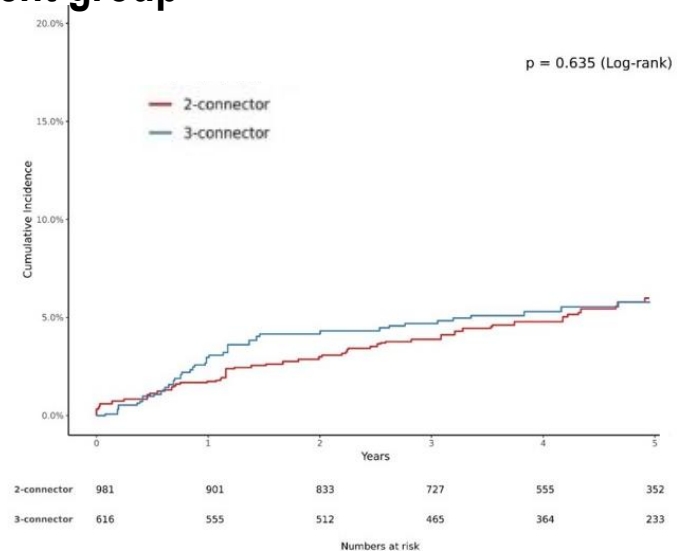 group
20.0%
p = 0.635 (Log-rank)
2-connector
3-connector
15.0%
Cumulative Incidence
10.0%
5.0%
0.0%
0 1 2 3 4 5
Years
2-connector 981 901 833 727 555 352
3-connector 616 555 512 465 364 233
Numbers at risk